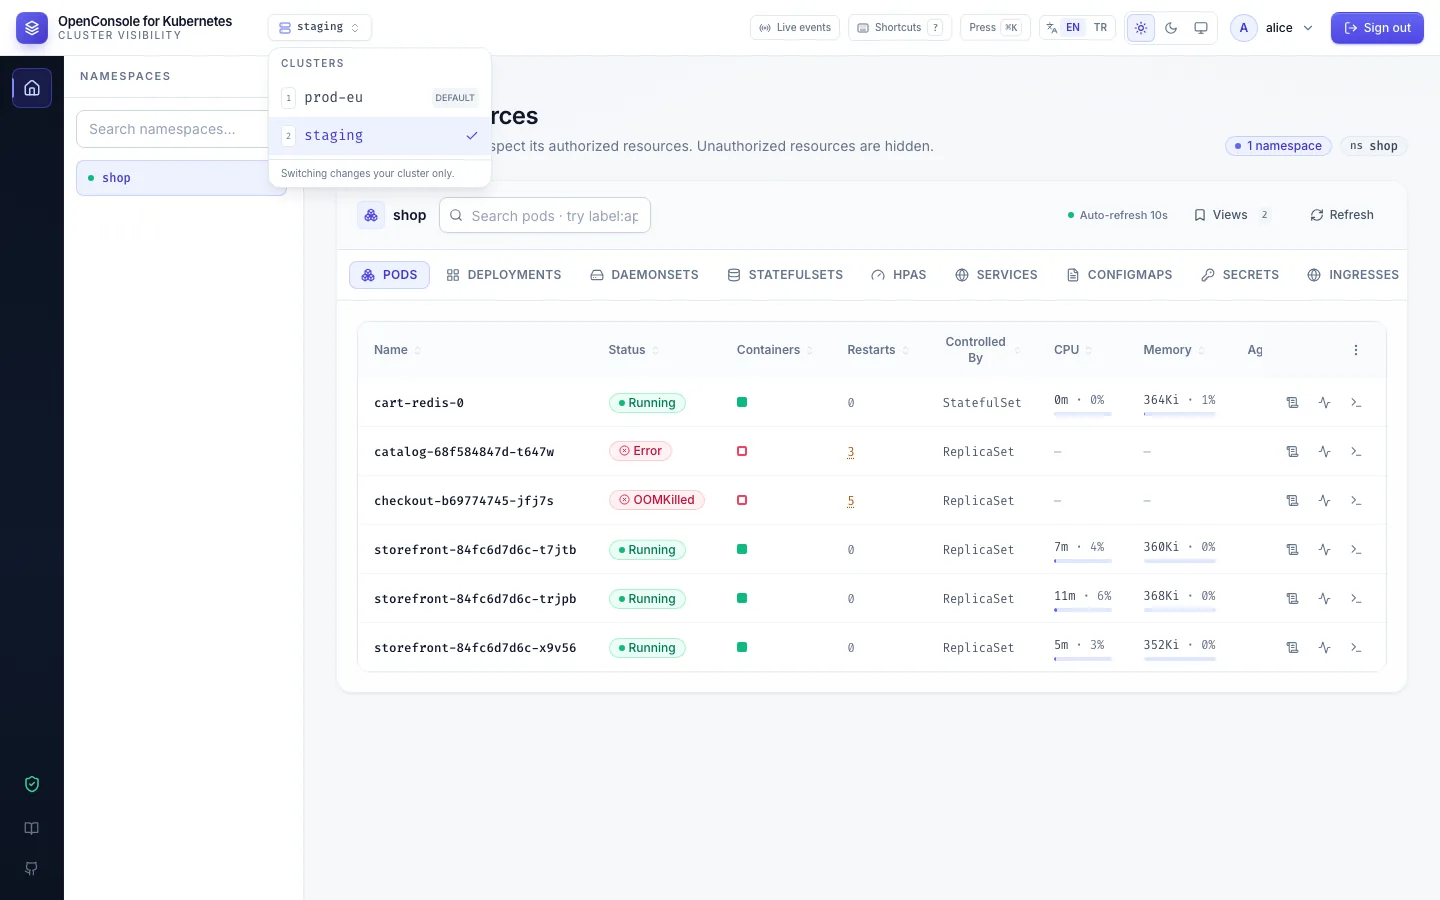 OpenConsole for Kubernetes
CLUSTER VISIBILITY
staging
Live events
Shortcuts ?
Press ⌘K
EN TR
A alice
Sign out
NAMESPACES
Search namespaces...
shop
CLUSTERS
1 prod-eu DEFAULT
2 staging
Switching changes your cluster only.
rces
spect its authorized resources. Unauthorized resources are hidden.
1 namespace
ns shop
shop
Search pods · try label:ap
Auto-refresh 10s
Views 2
Refresh
PODS DEPLOYMENTS DAEMONSETS STATEFULSETS HPAS SERVICES CONFIGMAPS SECRETS INGRESSES
Name Status Containers Restarts Controlled By CPU Memory Ag
cart-redis-0 Running 0 StatefulSet 0m · 0% 364Ki · 1%
catalog-68f584847d-t647w Error 3 ReplicaSet — —
checkout-b69774745-jfj7s OOMKilled 5 ReplicaSet — —
storefront-84fc6d7d6c-t7jtb Running 0 ReplicaSet 7m · 4% 360Ki · 0%
storefront-84fc6d7d6c-trjpb Running 0 ReplicaSet 11m · 6% 368Ki · 0%
storefront-84fc6d7d6c-x9v56 Running 0 ReplicaSet 5m · 3% 352Ki · 0%